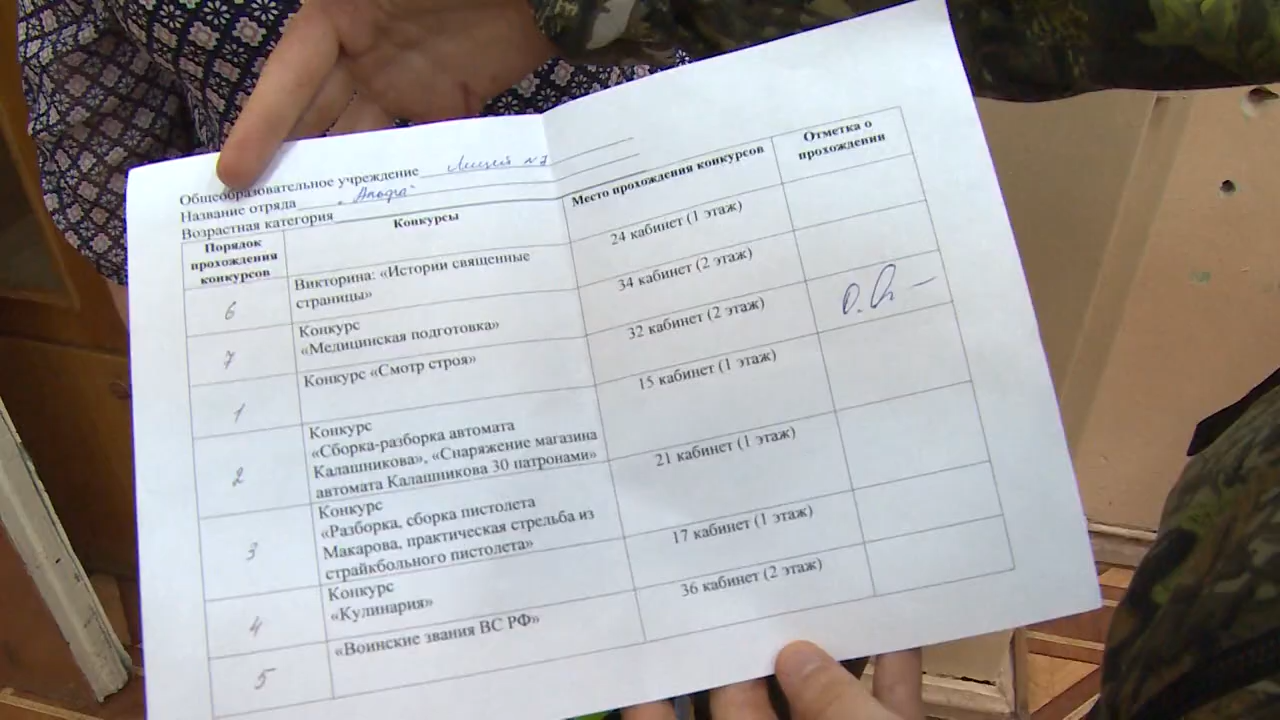 Общеобразовательное учреждение Лицей №7
Название отряда „Альфа"
Возрастная категория
Порядок прохождения конкурсов Конкурсы Место прохождения конкурсов Отметка о прохождении
6 Викторина: «Истории священные страницы» 24 кабинет (1 этаж)
7 Конкурс «Медицинская подготовка» 34 кабинет (2 этаж)
1 Конкурс «Смотр строя» 32 кабинет (2 этаж)
2 Конкурс «Сборка-разборка автомата Калашникова», «Снаряжение магазина автомата Калашникова 30 патронами» 15 кабинет (1 этаж)
3 Конкурс «Разборка, сборка пистолета Макарова, практическая стрельба из страйкбольного пистолета» 21 кабинет (1 этаж)
4 Конкурс «Кулинария» 17 кабинет (1 этаж)
5 «Воинские звания ВС РФ» 36 кабинет (2 этаж)